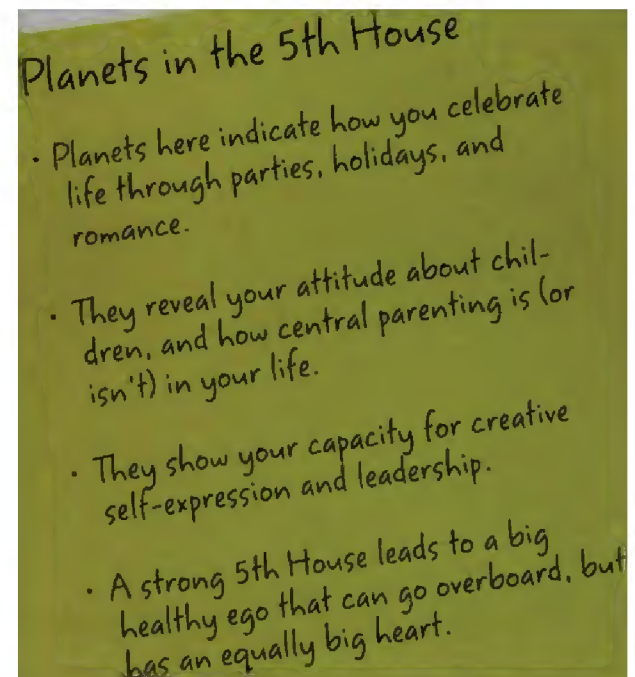 Planets in the 5th House
· Planets here indicate how you celebrate
life through parties, holidays, and
romance.
· They reveal your attitude about chil-
dren, and how central parenting is (or
isn't) in your life.
· They show your capacity for creative
self-expression and leadership.
· A strong 5th House leads to a big
healthy ego that can go overboard, but
has an equally big heart.